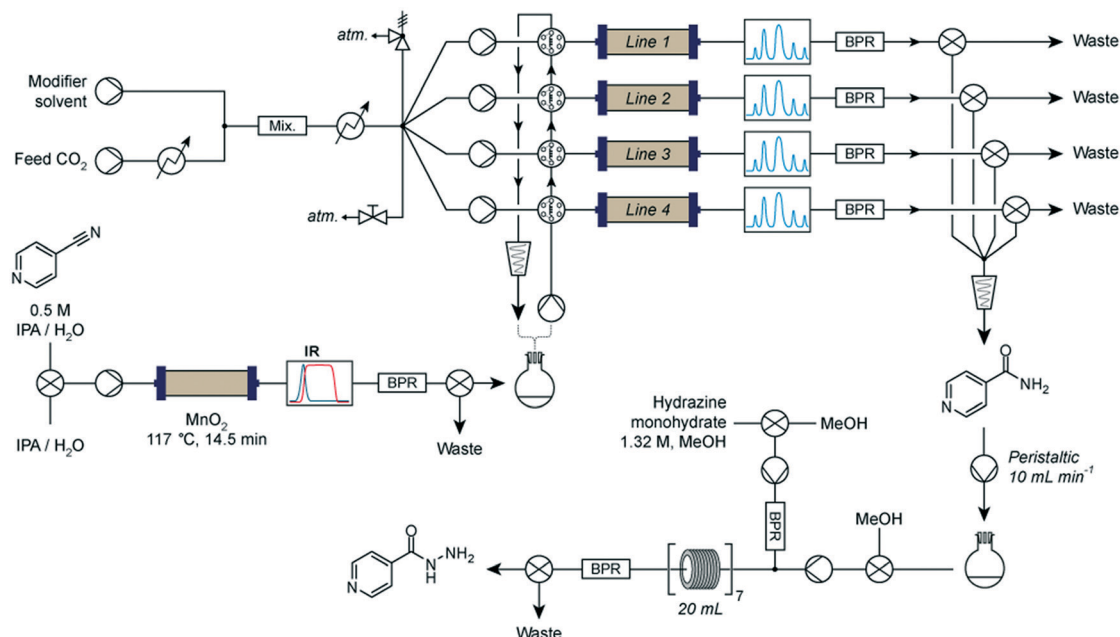 atm.
Modifier
solvent
Feed CO2
Mix.
atm.
Line 1
BPR
Waste
Line 2
BPR
Waste
Line 3
BPR
Waste
Line 4
BPR
Waste
N
N
0.5 M
IPA / H2O
IPA / H2O
MnO2
117 °C, 14.5 min
IR
BPR
Waste
O
NH2
N
Peristaltic
10 mL min-1
Hydrazine
monohydrate
1.32 M, MeOH
MeOH
BPR
MeOH
20 mL
7
BPR
Waste
O
NH2
N
H
N